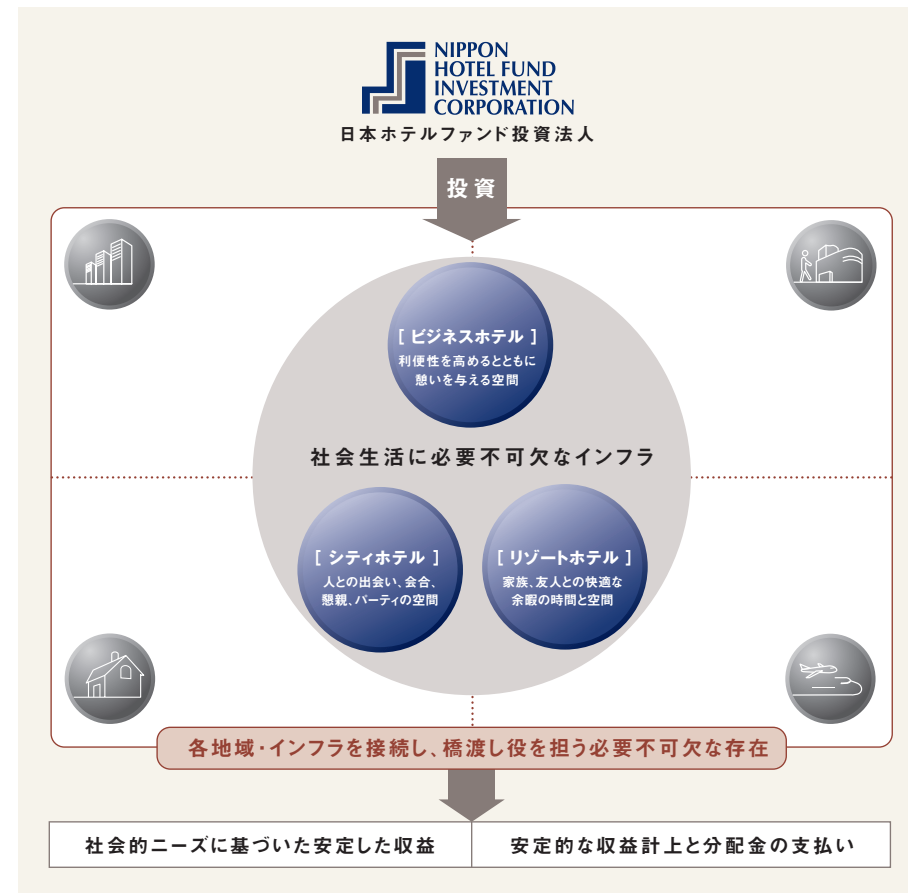 NIPPON
HOTEL FUND
INVESTMENT
CORPORATION
日本ホテルファンド投資法人
投資
[ ビジネスホテル ]
利便性を高めるとともに
憩いを与える空間
社会生活に必要不可欠なインフラ
[ シティホテル ]
人との出会い、会合、
懇親、パーティの空間
[ リゾートホテル ]
家族、友人との快適な
余暇の時間と空間
各地域・インフラを接続し、橋渡し役を担う必要不可欠な存在
社会的ニーズに基づいた安定した収益
安定的な収益計上と分配金の支払い